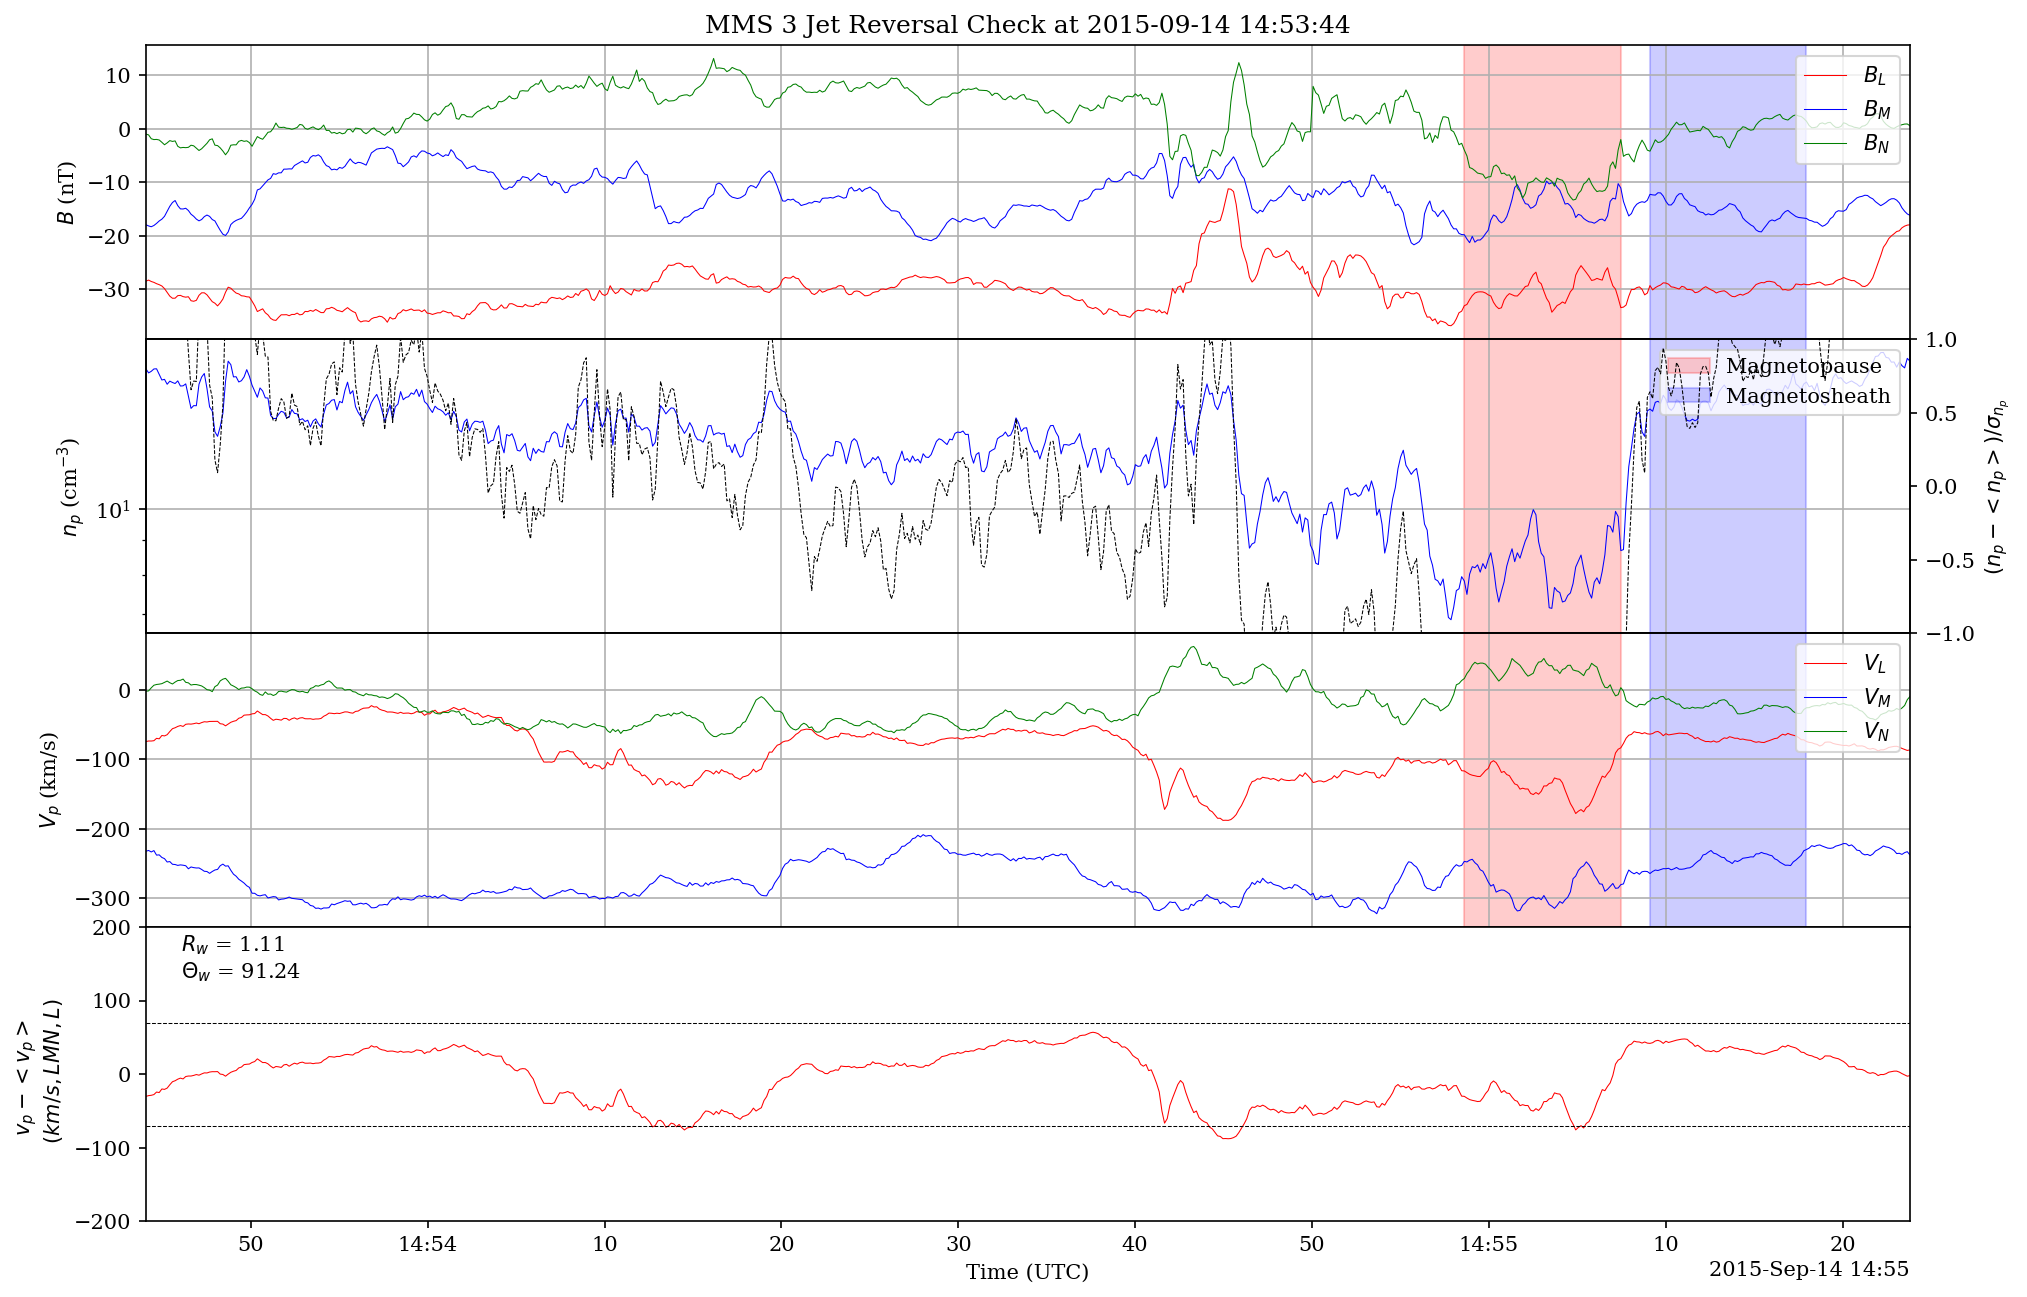 MMS 3 Jet Reversal Check at 2015-09-14 14:53:44
B (nT)
10
0
−10
−20
−30
B_L
B_M
B_N
n_p (cm^{−3})
10^1
1.0
0.5
0.0
−0.5
−1.0
(n_p − < n_p >)/σ_{n_p}
Magnetopause
Magnetosheath
V_p (km/s)
0
−100
−200
−300
V_L
V_M
V_N
v_p − < v_p >
(km/s, LMN, L)
200
100
0
−100
−200
R_w = 1.11
Θ_w = 91.24
50
14:54
10
20
30
40
50
14:55
10
20
Time (UTC)
2015-Sep-14 14:55